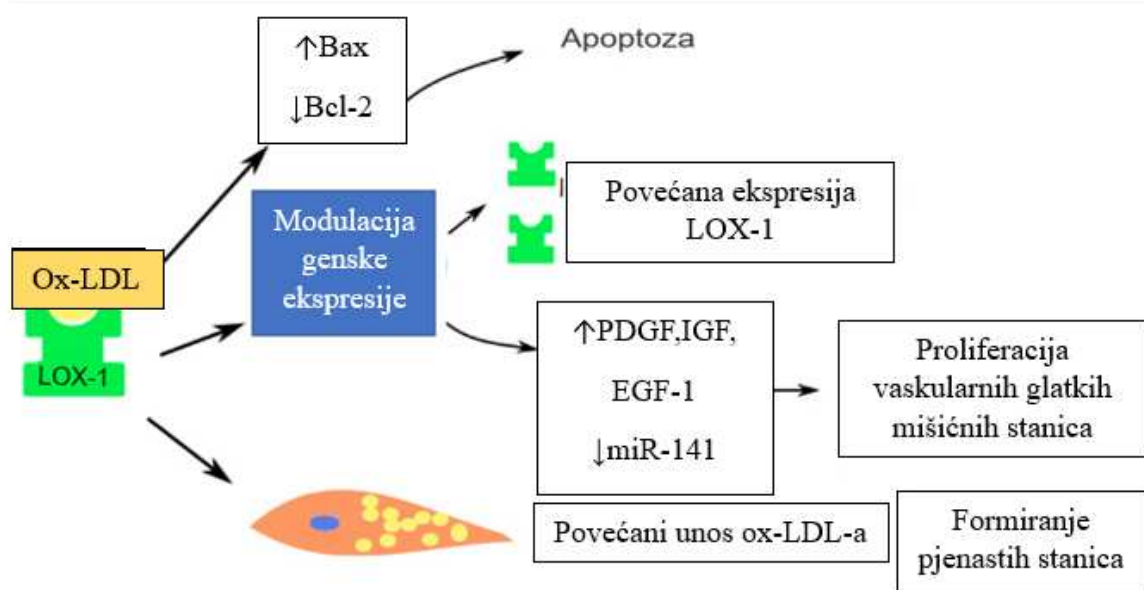 ↑Bax
↓Bcl-2
Apoptoza
Ox-LDL
LOX-1
Modulacija
genske
ekspresije
Povećana ekspresija
LOX-1
↑PDGF,IGF,
EGF-1
↓miR-141
Proliferacija
vaskularnih glatkih
mišićnih stanica
Povećani unos ox-LDL-a
Formiranje
pjenastih stanica